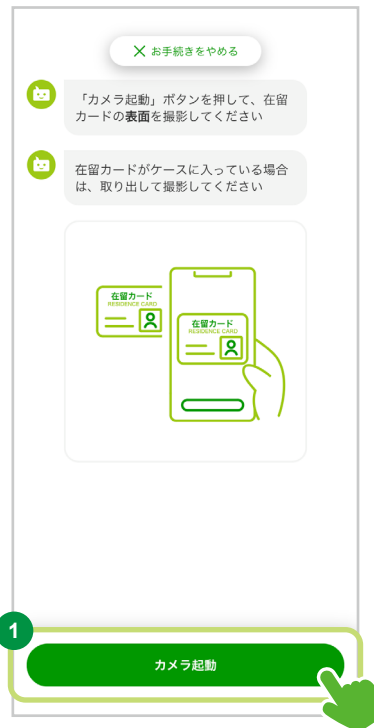 × お手続きをやめる
「カメラ起動」ボタンを押して、在留
カードの表面を撮影してください
在留カードがケースに入っている場合
は、取り出して撮影してください
在留カード
RESIDENCE CARD
在留カード
RESIDENCE CARD
1
カメラ起動